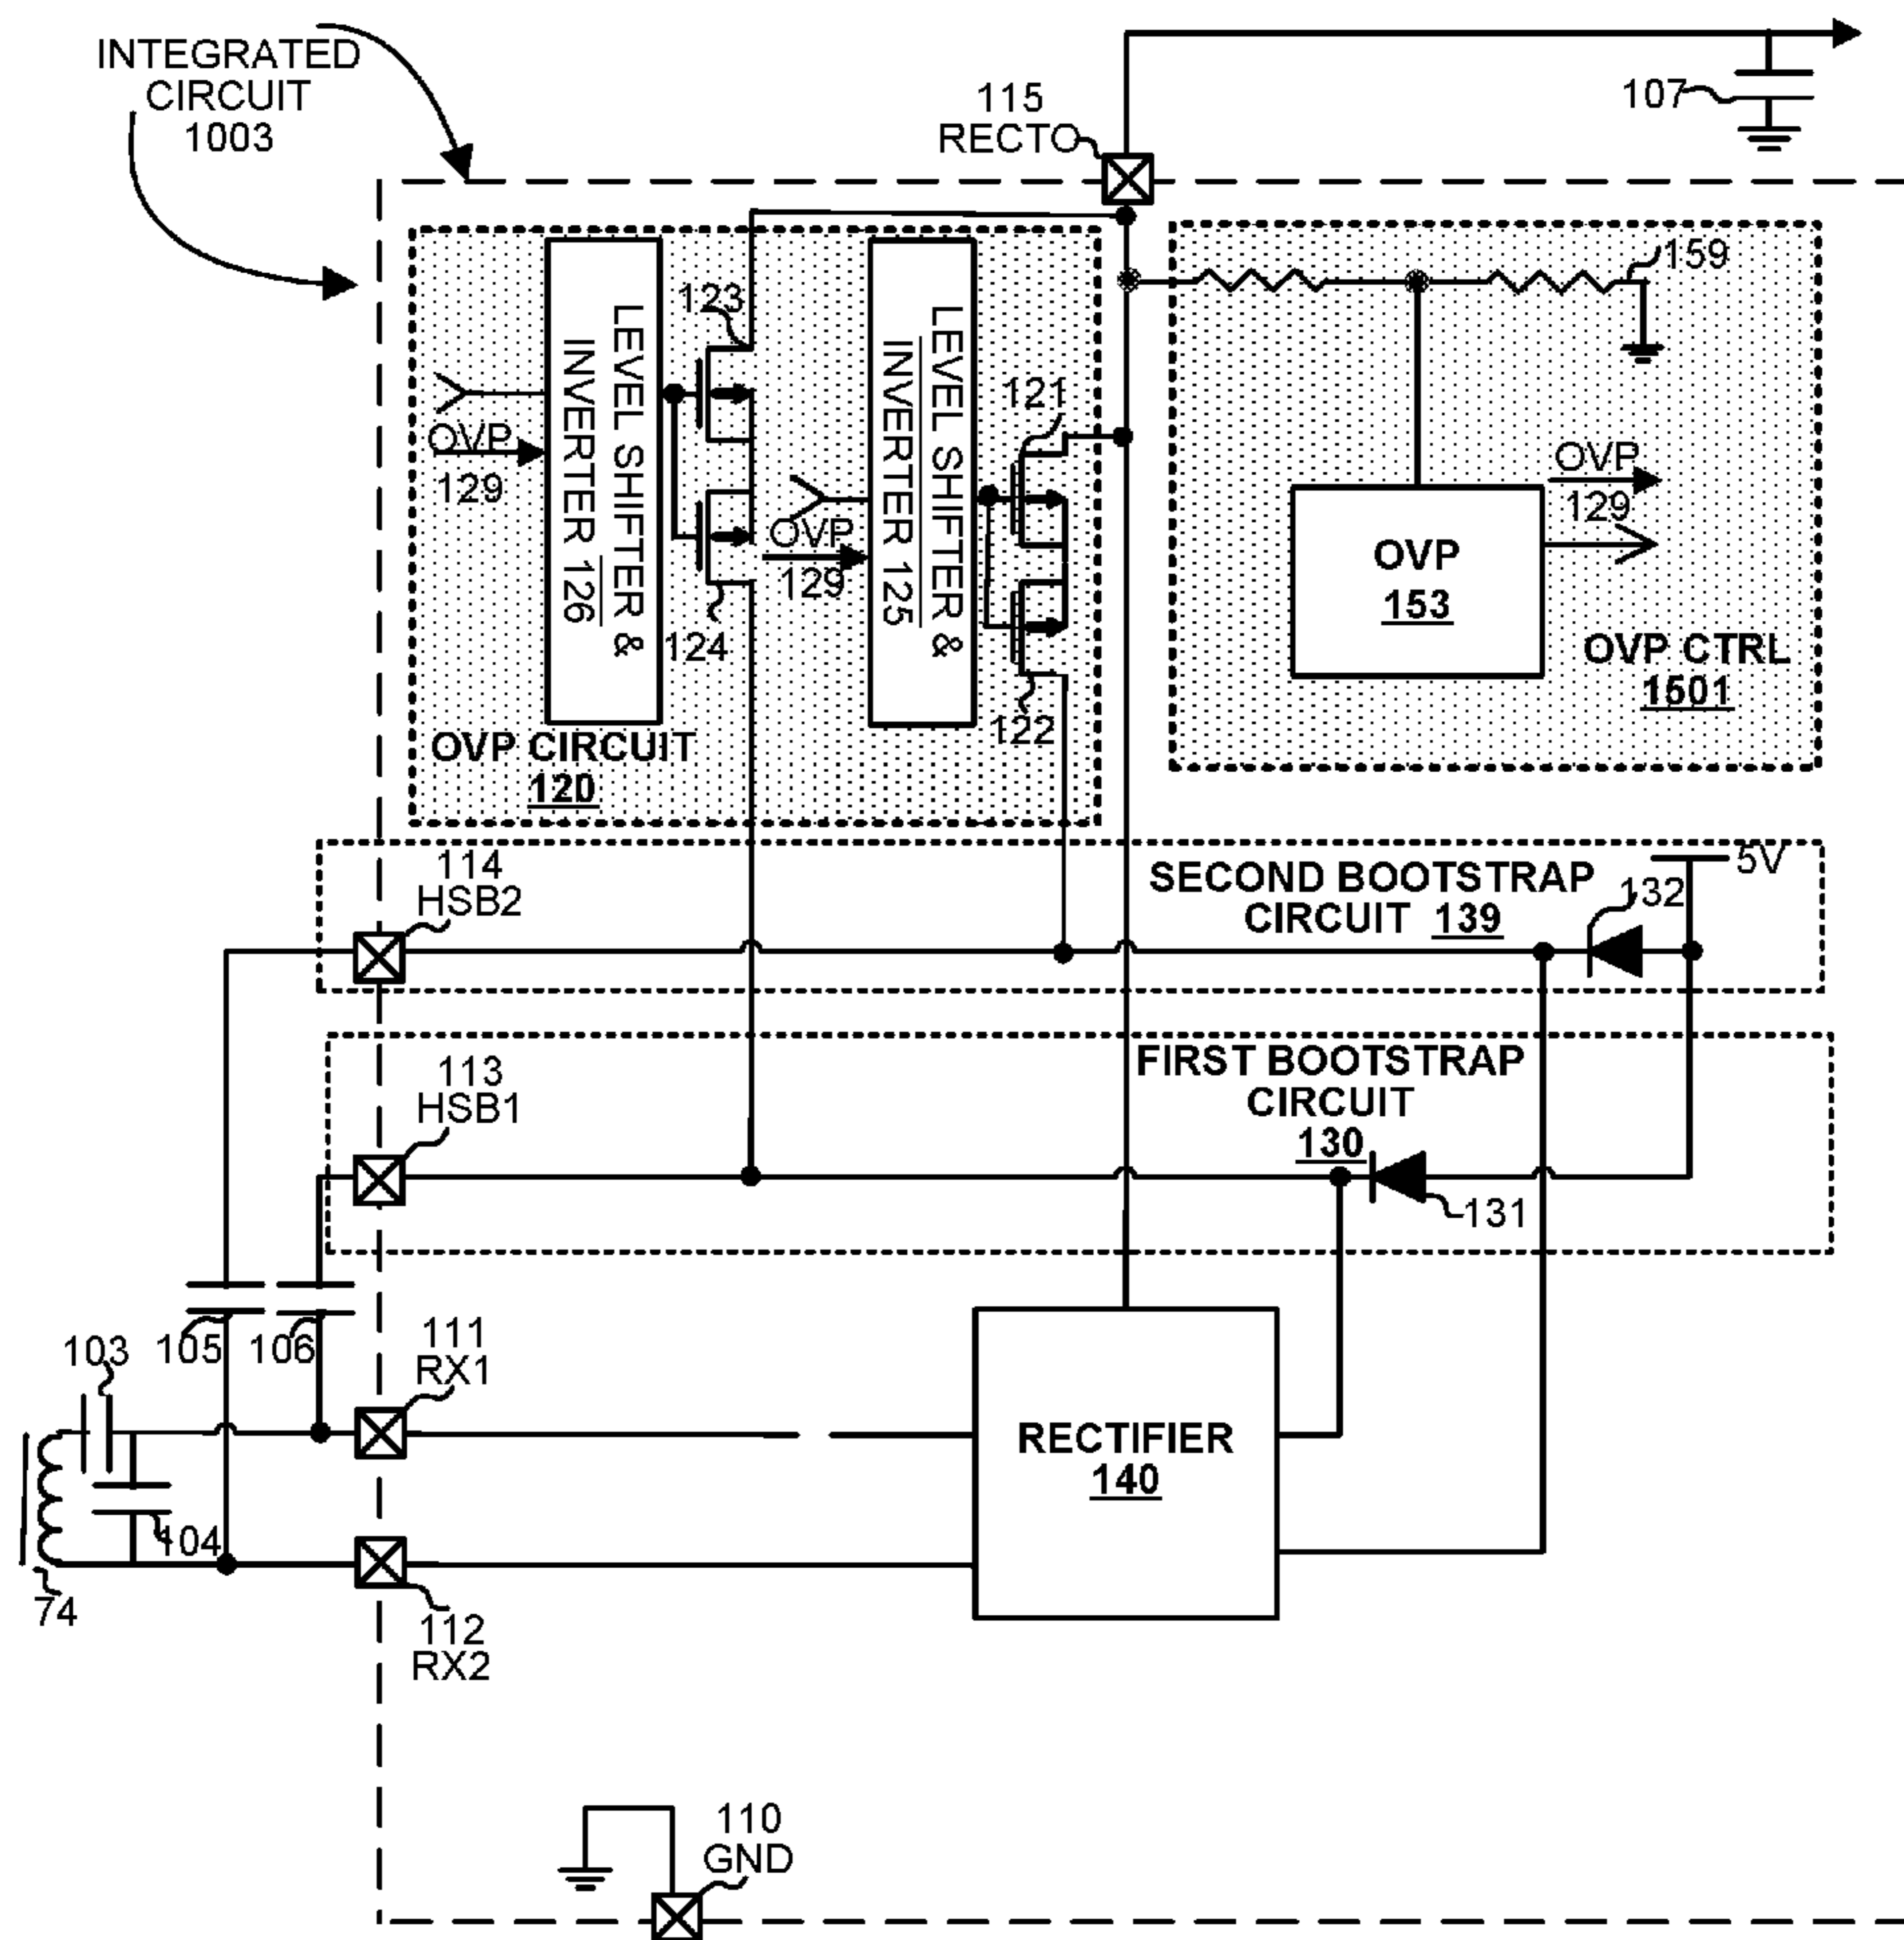 INTEGRATED
CIRCUIT
1003
115
RECTO
107
159
123
LEVEL SHIFTER &
INVERTER 126
OVP
129
124
LEVEL SHIFTER &
INVERTER 125
OVP
129
121
122
OVP CIRCUIT
120
OVP
153
OVP
129
OVP CTRL
1501
114
HSB2
SECOND BOOTSTRAP
CIRCUIT 139
132
5V
113
HSB1
FIRST BOOTSTRAP
CIRCUIT
130
131
105
106
103
104
74
111
RX1
RECTIFIER
140
112
RX2
110
GND